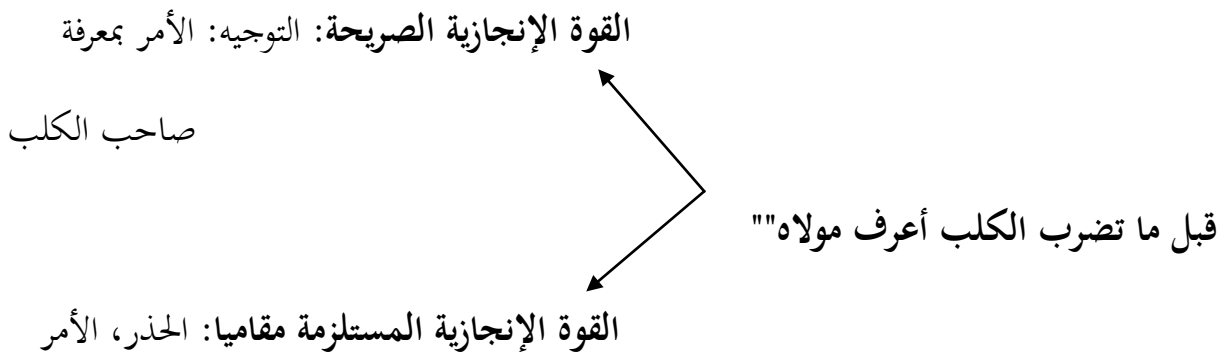 القوة الإنجازية الصريحة: التوجيه: الأمر بمعرفة
صاحب الكلب
قبل ما تضرب الكلب أعرف مولاه""
القوة الإنجازية المستلزمة مقاميا: الحذر، الأمر